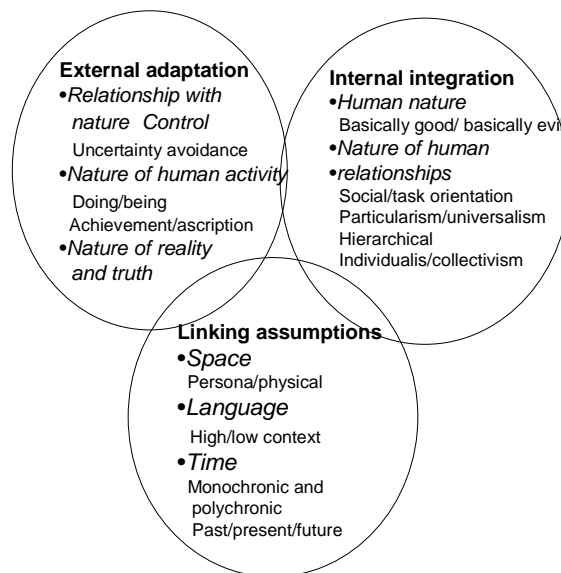 External adaptation
•Relationship with
nature Control
Uncertainty avoidance
•Nature of human activity
Doing/being
Achievement/ascription
•Nature of reality
and truth
Internal integration
•Human nature
Basically good/ basically evi
•Nature of human
•relationships
Social/task orientation
Particularism/universalism
Hierarchical
Individualis/collectivism
Linking assumptions
•Space
Persona/physical
•Language
High/low context
•Time
Monochronic and
polychronic
Past/present/future